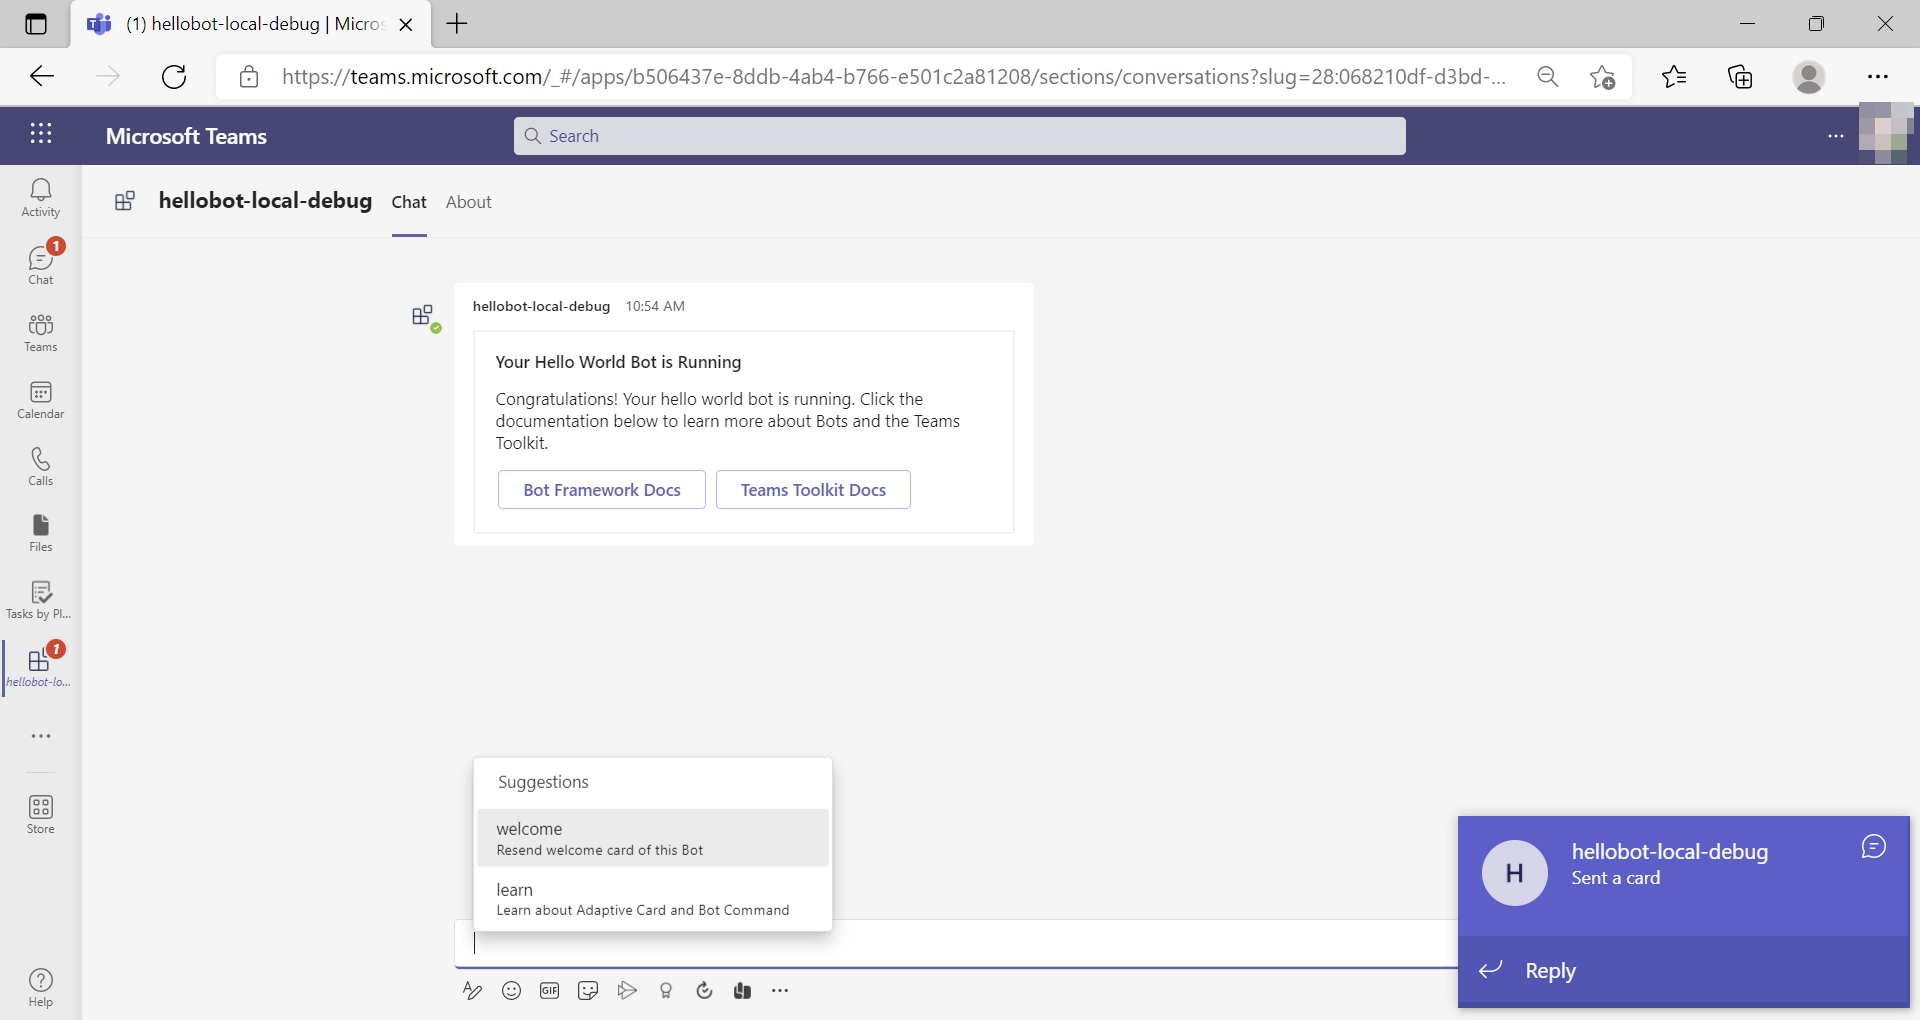 (1) hellobot-local-debug | Micros
https://teams.microsoft.com/_#/apps/b506437e-8ddb-4ab4-b766-e501c2a81208/sections/conversations?slug=28:068210df-d3bd-...
Microsoft Teams
Search
Activity
1
Chat
Teams
Calendar
Calls
Files
Tasks by Pl...
1
hellobot-lo...
Store
Help
hellobot-local-debug
Chat
About
hellobot-local-debug 10:54 AM
Your Hello World Bot is Running
Congratulations! Your hello world bot is running. Click the
documentation below to learn more about Bots and the Teams
Toolkit.
Bot Framework Docs
Teams Toolkit Docs
Suggestions
welcome
Resend welcome card of this Bot
learn
Learn about Adaptive Card and Bot Command
GIF
H
hellobot-local-debug
Sent a card
Reply